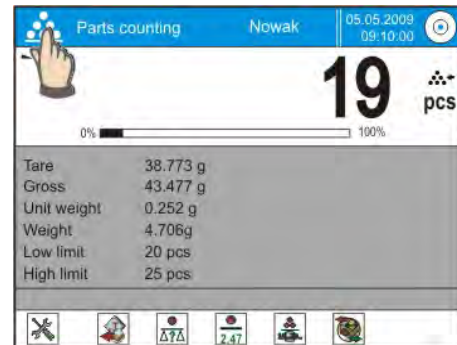 Parts counting Nowak 05.05.2009
09:10:00
19
pcs
0% 100%
Tare 38.773 g
Gross 43.477 g
Unit weight 0.252 g
Weight 4.706g
Low limit 20 pcs
High limit 25 pcs
Δ?Δ 2.47